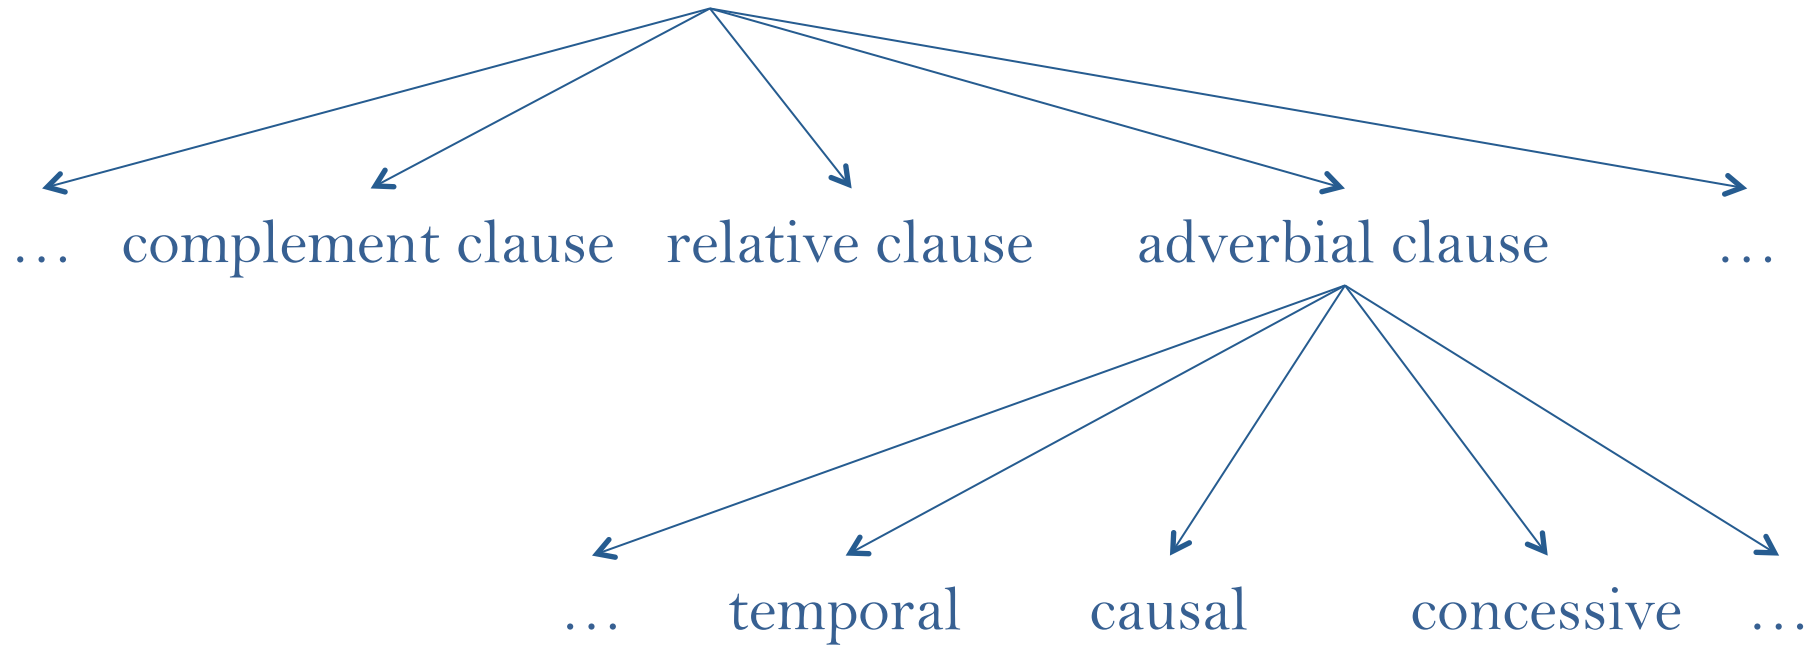 … complement clause relative clause adverbial clause …
… temporal causal concessive …